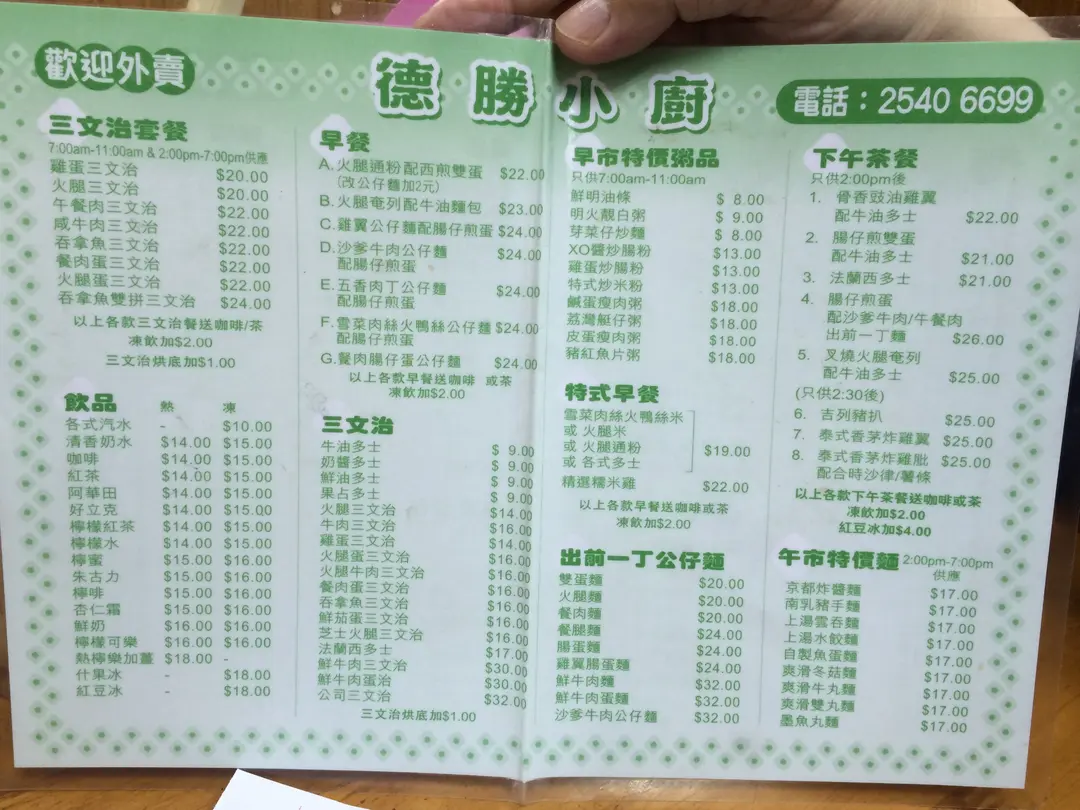 歡迎外賣
德勝小廚
電話：2540 6699
三文治套餐
7:00am-11:00am & 2:00pm-7:00pm供應
雞蛋三文治 $20.00
火腿三文治 $20.00
午餐肉三文治 $22.00
咸牛肉三文治 $22.00
吞拿魚三文治 $22.00
餐肉蛋三文治 $22.00
火腿蛋三文治 $22.00
吞拿魚雙拼三文治 $24.00
以上各款三文治餐送咖啡/茶
凍飲加$2.00
三文治烘底加$1.00
飲品 熱 凍
各式汽水 - $10.00
清香奶水 $14.00 $15.00
咖啡 $14.00 $15.00
紅茶 $14.00 $15.00
阿華田 $14.00 $15.00
好立克 $14.00 $15.00
檸檬紅茶 $14.00 $15.00
檸檬水 $14.00 $15.00
檸蜜 $15.00 $16.00
朱古力 $15.00 $16.00
檸啡 $15.00 $16.00
杏仁霜 $15.00 $16.00
鮮奶 $16.00 $16.00
檸檬可樂 $16.00 $16.00
熱檸樂加薑 $18.00 -
什果冰 - $18.00
紅豆冰 - $18.00
早餐
A. 火腿通粉配西煎雙蛋 $22.00
(改公仔麵加2元)
B. 火腿奄列配牛油麵包 $23.00
C. 雞翼公仔麵配腸仔煎蛋 $24.00
D. 沙爹牛肉公仔麵 $24.00
配腸仔煎蛋
E. 五香肉丁公仔麵 $24.00
配腸仔煎蛋
F. 雪菜肉絲火鴨絲公仔麵 $24.00
配腸仔煎蛋
G. 餐肉腸仔蛋公仔麵 $24.00
以上各款早餐送咖啡 或茶
凍飲加$2.00
三文治
牛油多士 $ 9.00
奶醬多士 $ 9.00
鮮油多士 $ 9.00
果占多士 $ 9.00
火腿三文治 $14.00
牛肉三文治 $16.00
雞蛋三文治 $14.00
火腿蛋三文治 $16.00
火腿牛肉三文治 $16.00
餐肉蛋三文治 $16.00
吞拿魚三文治 $16.00
鮮茄蛋三文治 $16.00
芝士火腿三文治 $16.00
法蘭西多士 $17.00
鮮牛肉三文治 $30.00
鮮牛肉蛋治 $30.00
公司三文治 $32.00
三文治烘底加$1.00
早市特價粥品
只供7:00am-11:00am
鮮明油條 $ 8.00
明火靚白粥 $ 9.00
芽菜仔炒麵 $ 8.00
XO醬炒腸粉 $13.00
雞蛋炒腸粉 $13.00
特式炒米粉 $13.00
鹹蛋瘦肉粥 $18.00
荔灣艇仔粥 $18.00
皮蛋瘦肉粥 $18.00
豬紅魚片粥 $18.00
特式早餐
雪菜肉絲火鴨絲米
或 火腿米
或 火腿通粉 $19.00
或 各式多士
精選糯米雞 $22.00
以上各款早餐送咖啡或茶
凍飲加$2.00
出前一丁公仔麵
雙蛋麵 $20.00
火腿麵 $20.00
餐肉麵 $20.00
餐腿麵 $24.00
腸蛋麵 $24.00
雞翼腸蛋麵 $24.00
鮮牛肉麵 $32.00
鮮牛肉蛋麵 $32.00
沙爹牛肉公仔麵 $32.00
下午茶餐
只供2:00pm後
1. 骨香豉油雞翼
配牛油多士 $22.00
2. 腸仔煎雙蛋
配牛油多士 $21.00
3. 法蘭西多士 $21.00
4. 腸仔煎蛋
配沙爹牛肉/午餐肉
出前一丁麵 $26.00
5. 叉燒火腿奄列
配牛油多士 $25.00
(只供2:30後)
6. 吉列豬扒 $25.00
7. 泰式香茅炸雞翼 $25.00
8. 泰式香茅炸雞肶 $25.00
配合時沙律/薯條
以上各款下午茶餐送咖啡或茶
凍飲加$2.00
紅豆冰加$4.00
午市特價麵 2:00pm-7:00pm
供應
京都炸醬麵 $17.00
南乳豬手麵 $17.00
上湯雲吞麵 $17.00
上湯水餃麵 $17.00
自製魚蛋麵 $17.00
爽滑冬菇麵 $17.00
爽滑牛丸麵 $17.00
爽滑雙丸麵 $17.00
墨魚丸麵 $17.00